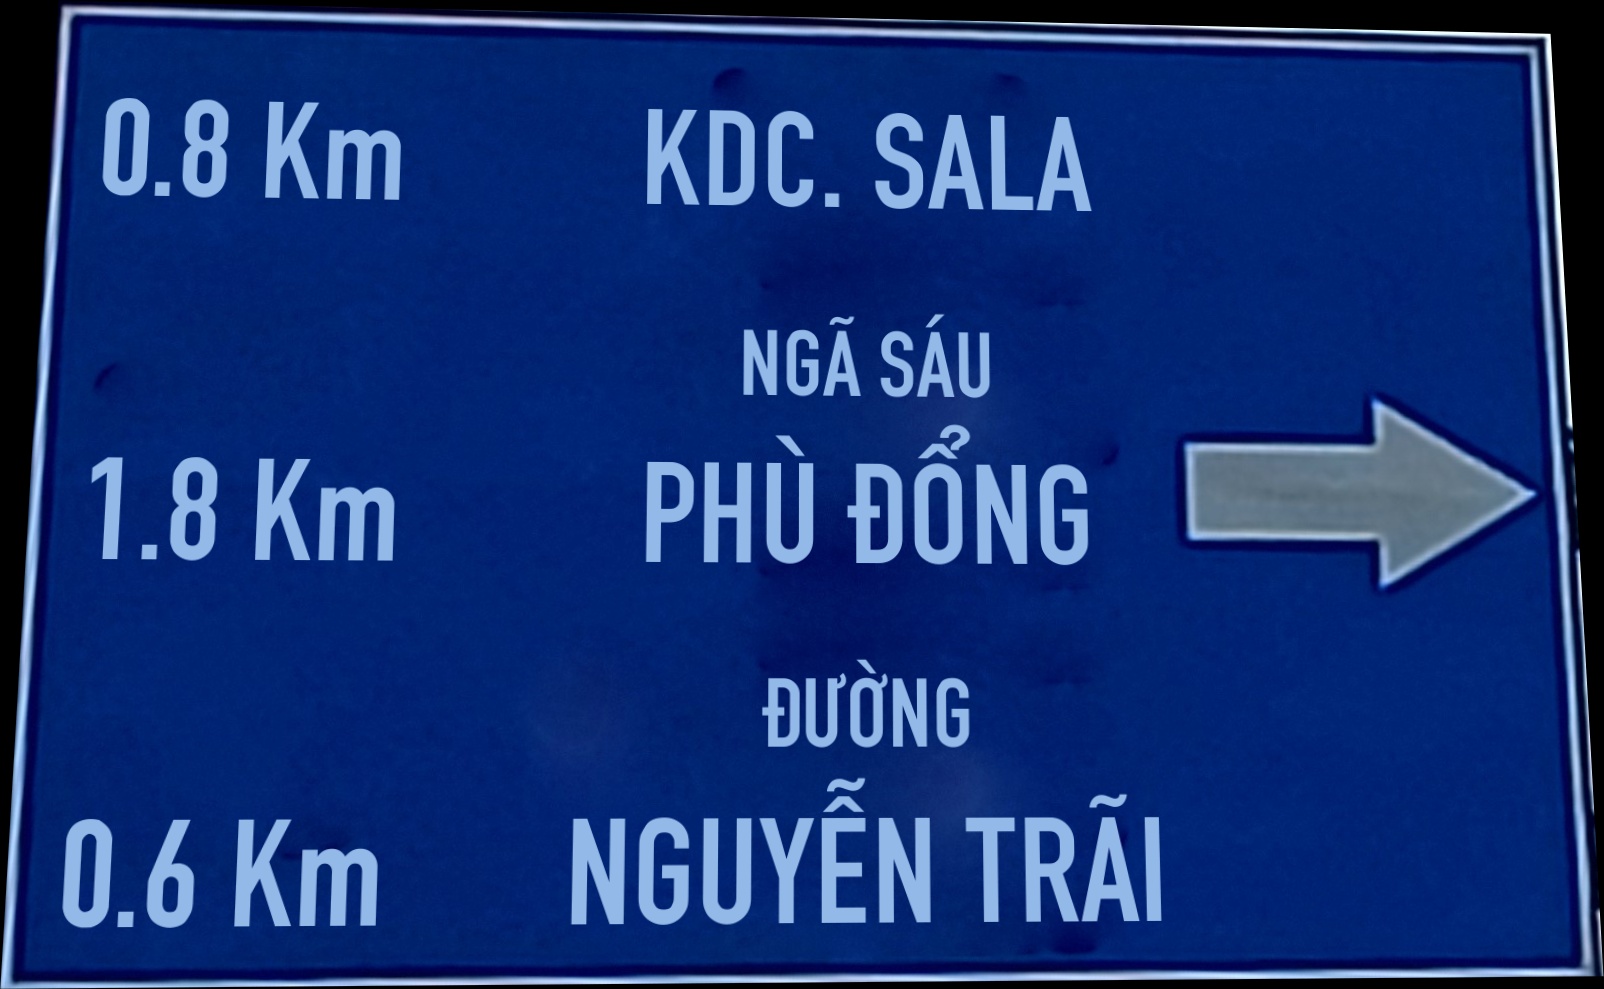 0.8 Km KDC. SALA
NGÃ SÁU
1.8 Km PHÙ ĐỔNG
ĐƯỜNG
0.6 Km NGUYỄN TRÃI